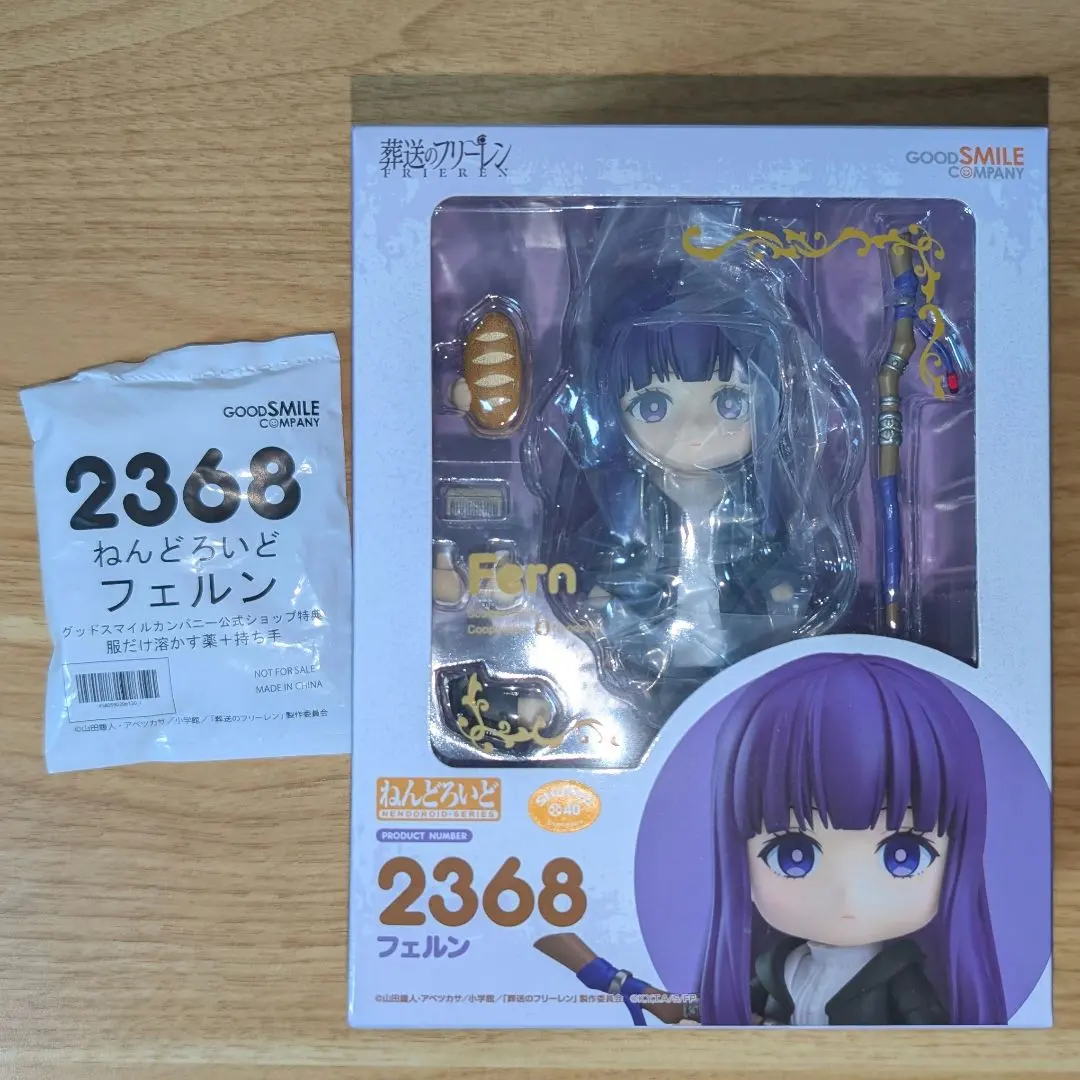 GOODSMILE
COMPANY
2368
ねんどろいど
フェルン
グッドスマイルカンパニー公式ショップ特典
服だけ溶かす薬＋持ち手
NOT FOR SALE
MADE IN CHINA
©山田鐘人・アベツカサ／小学館／「葬送のフリーレン」製作委員会
葬送のフリーレン
FRIEREN
GOODSMILE
COMPANY
Fern
ねんどろいど
NENDOROID-SERIES
40
PRODUCT NUMBER
2368
フェルン
©山田鐘人・アベツカサ／小学館／「葬送のフリーレン」製作委員会